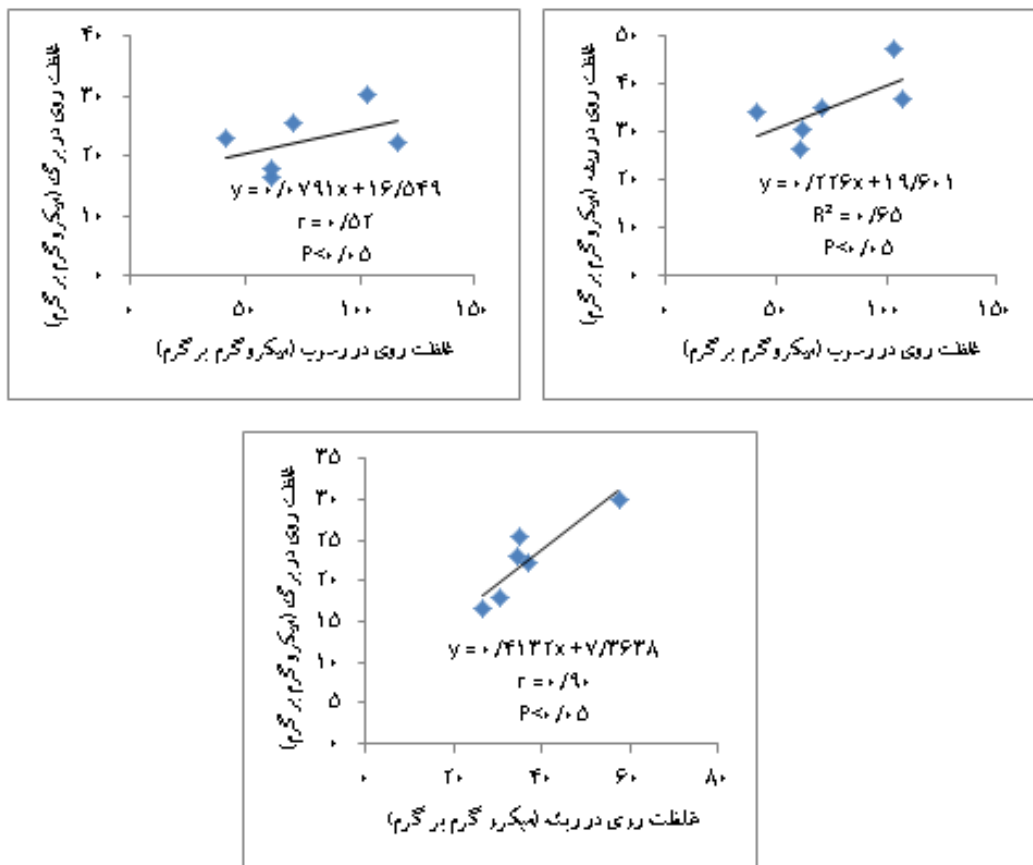 غلظت روی در برگ (میکروگرم بر گرم)
۴۰
۳۰
۲۰
۱۰
۰
y = ۰/۰۷۹۱x + ۱۶/۵۴۹
r = ۰/۵۲
P<۰/۰۵
۰ ۵۰ ۱۰۰ ۱۵۰
غلظت روی در رسوب (میکروگرم بر گرم)
غلظت روی در ریشه (میکروگرم بر گرم)
۵۰
۴۰
۳۰
۲۰
۱۰
۰
y = ۰/۲۲۶x + ۱۹/۶۰۱
R² = ۰/۶۵
P<۰/۰۵
۰ ۵۰ ۱۰۰ ۱۵۰
غلظت روی در رسوب (میکروگرم بر گرم)
غلظت روی در برگ (میکروگرم بر گرم)
۳۵
۳۰
۲۵
۲۰
۱۵
۱۰
۵
۰
y = ۰/۴۱۳۲x + ۷/۳۶۳۸
r = ۰/۹۰
P<۰/۰۵
۰ ۲۰ ۴۰ ۶۰ ۸۰
غلظت روی در ریشه (میکرو گرم بر گرم)